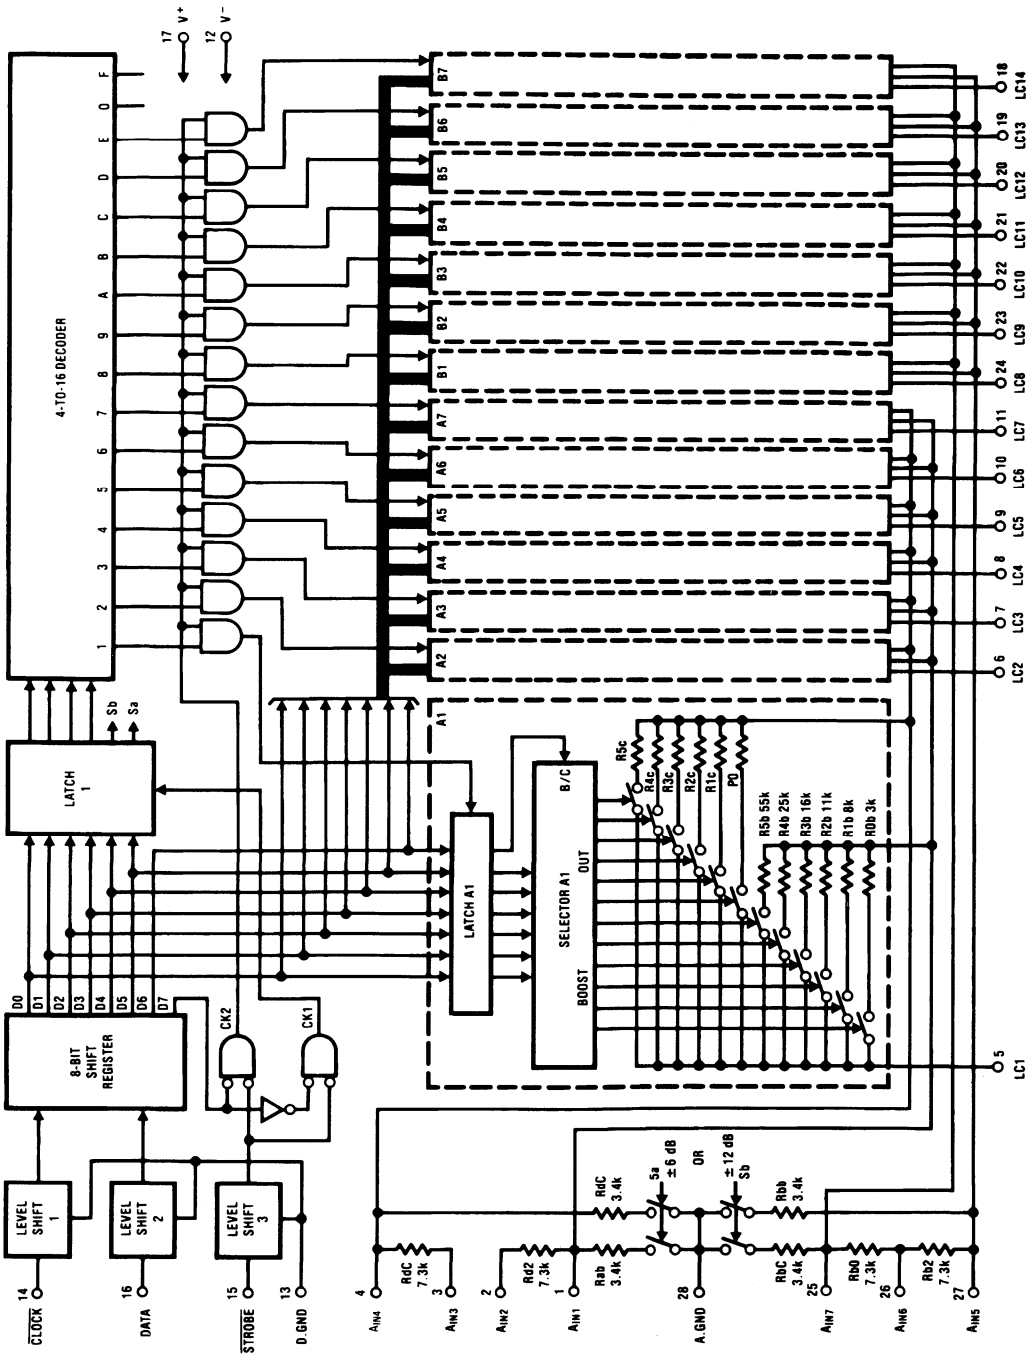 4-TO-16 DECODER
1 2 3 4 5 6 7 8 9 A B C D E O F
17 V+
12 V-
LATCH 1
Sb
Sa
8-BIT SHIFT REGISTER
D0
D1
D2
D3
D4
D5
D6
D7
CK2
CK1
LEVEL SHIFT 1
LEVEL SHIFT 2
LEVEL SHIFT 3
CLOCK 14
DATA 16
STROBE 15
D.GND 13
A1
A2
A3
A4
A5
A6
A7
B1
B2
B3
B4
B5
B6
B7
LATCH A1
SELECTOR A1
B/C
OUT
BOOST
R5c
R4c
R3c
R2c
R1c
P0
R5b 55k
R4b 25k
R3b 16k
R2b 11k
R1b 8k
R0b 3k
5 LC1
6 LC2
7 LC3
8 LC4
9 LC5
10 LC6
11 LC7
24 LC8
23 LC9
22 LC10
21 LC11
20 LC12
19 LC13
18 LC14
AIN4 4
AIN3 3
AIN2 2
AIN1 1
A.GND 28
AIN7 25
AIN6 26
AIN5 27
RdC 7.3k
Rd2 7.3k
RdC 3.4k
Rab 3.4k
5a
± 6 dB
OR
± 12 dB
Sb
Rbb 3.4k
RbC 3.4k
Rb0 7.3k
Rb2 7.3k